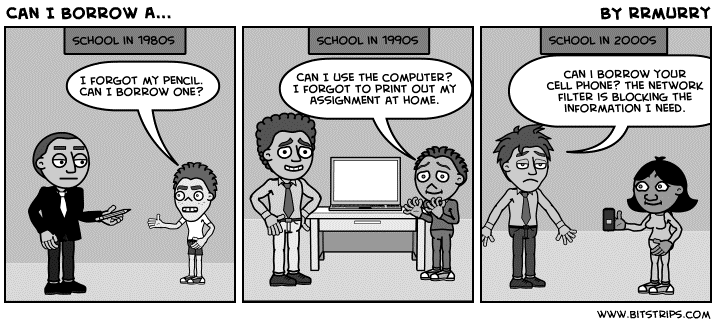 CAN I BORROW A...
BY RRMURRY
SCHOOL IN 1980S
I FORGOT MY PENCIL.
CAN I BORROW ONE?
SCHOOL IN 1990S
CAN I USE THE COMPUTER?
I FORGOT TO PRINT OUT MY
ASSIGNMENT AT HOME.
SCHOOL IN 2000S
CAN I BORROW YOUR
CELL PHONE? THE NETWORK
FILTER IS BLOCKING THE
INFORMATION I NEED.
WWW.BITSTRIPS.COM